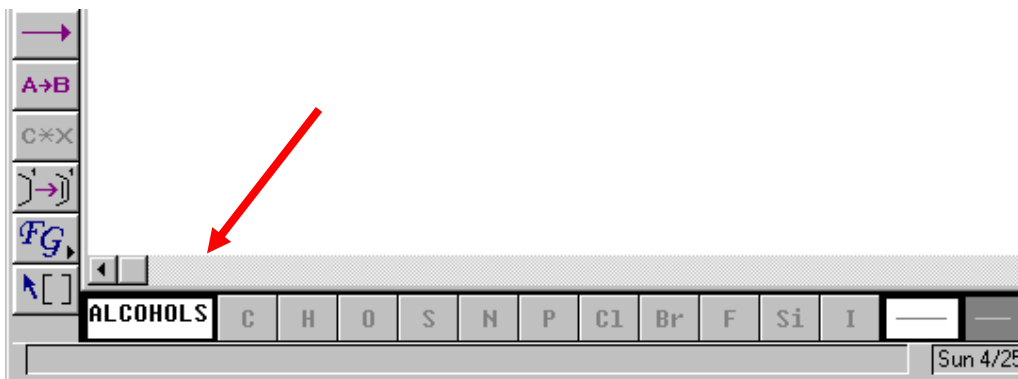 A→B
C*X
FG
[ ]
ALCOHOLS C H O S N P Cl Br F Si I
Sun 4/25